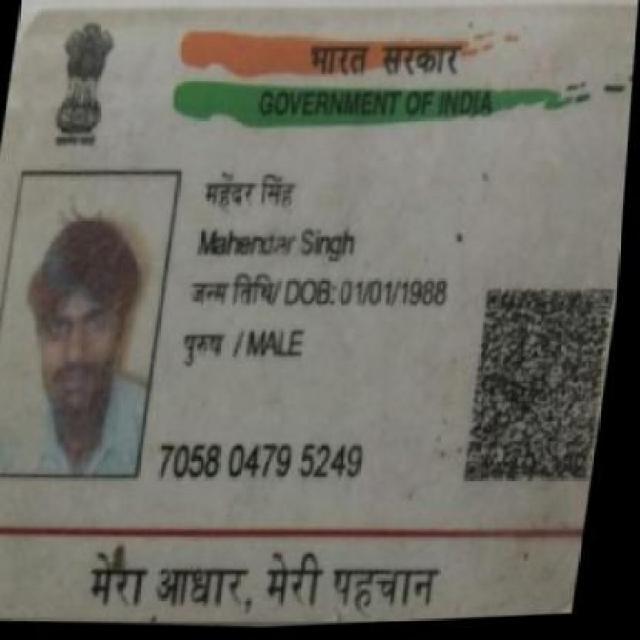 भारत सरकार
GOVERNMENT OF INDIA
महेंदर सिंह
Mahendar Singh
जन्म तिथि/ DOB: 01/01/1988
पुरुष / MALE
7058 0479 5249
मेरा आधार, मेरी पहचान